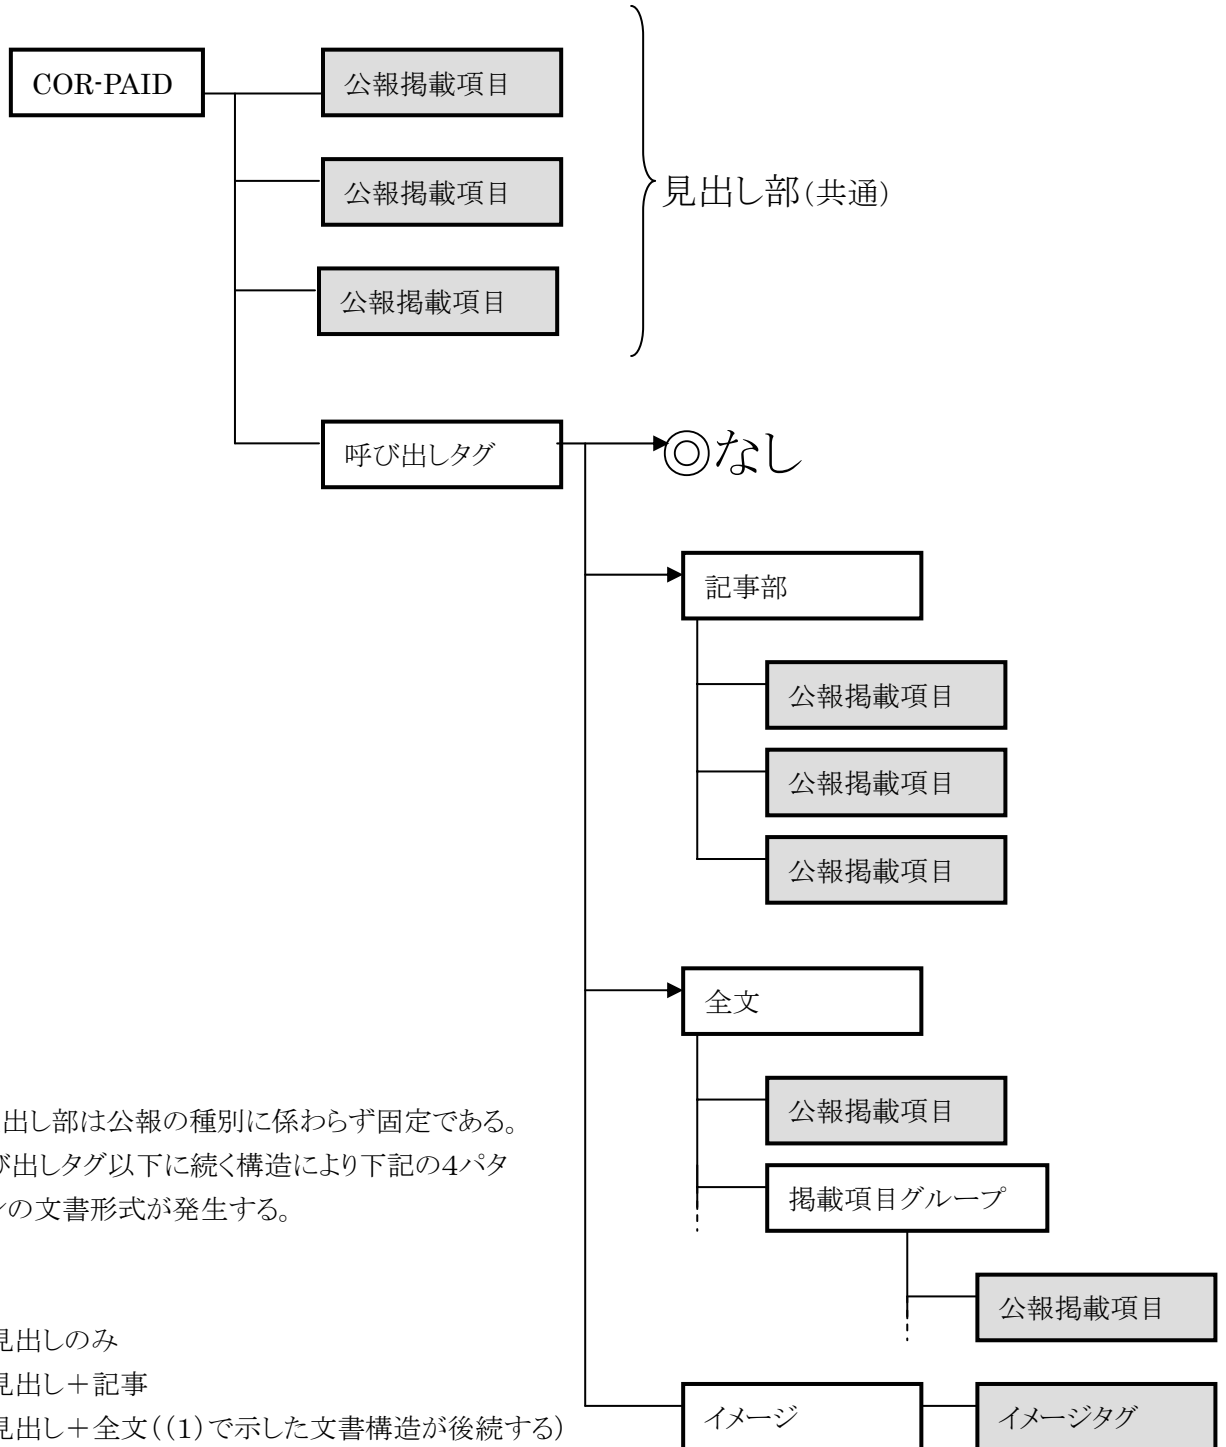 COR-PAID
公報掲載項目
公報掲載項目
見出し部(共通)
公報掲載項目
呼び出しタグ
◎なし
記事部
公報掲載項目
公報掲載項目
公報掲載項目
全文
公報掲載項目
掲載項目グループ
公報掲載項目
イメージ
イメージタグ
出し部は公報の種別に係わらず固定である。
び出しタグ以下に続く構造により下記の4パタ
ンの文書形式が発生する。
見出しのみ
見出し+記事
見出し+全文((1)で示した文書構造が後続する)